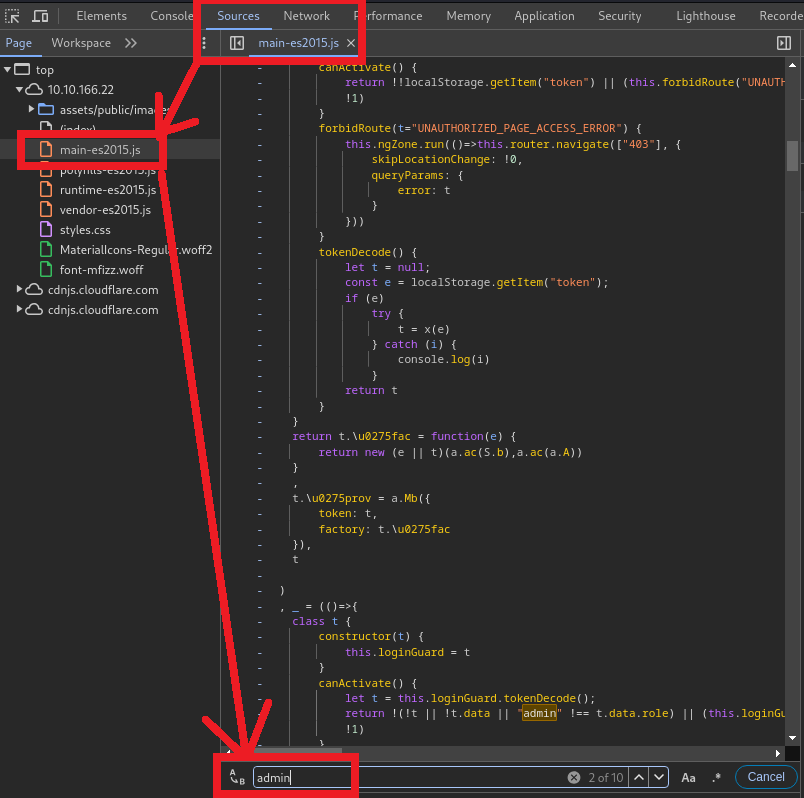 Elements Console Sources Network Performance Memory Application Security Lighthouse Recorde
Page Workspace main-es2015.js
top
10.10.166.22
assets/public/images
(index)
main-es2015.js
polyfills-es2015.js
runtime-es2015.js
vendor-es2015.js
styles.css
MaterialIcons-Regular.woff2
font-mfizz.woff
cdnjs.cloudflare.com
cdnjs.cloudflare.com
- canActivate() {
- return !!localStorage.getItem("token") || (this.forbidRoute("UNAUTH
- !1)
- }
- forbidRoute(t="UNAUTHORIZED_PAGE_ACCESS_ERROR") {
- this.ngZone.run(()=>this.router.navigate(["403"], {
- skipLocationChange: !0,
- queryParams: {
- error: t
- }
- }))
- }
- tokenDecode() {
- let t = null;
- const e = localStorage.getItem("token");
- if (e)
- try {
- t = x(e)
- } catch (i) {
- console.log(i)
- }
- return t
- }
- }
- return t.\u0275fac = function(e) {
- return new (e || t)(a.ac(S.b),a.ac(a.A))
- }
- ,
- t.\u0275prov = a.Mb({
- token: t,
- factory: t.\u0275fac
- }),
- t
-
- )
- , _ = (()=>{
- class t {
- constructor(t) {
- this.loginGuard = t
- }
- canActivate() {
- let t = this.loginGuard.tokenDecode();
- return !(!t || !t.data || "admin" !== t.data.role) || (this.loginGu
- !1)
- }
A B admin 2 of 10 Aa .* Cancel